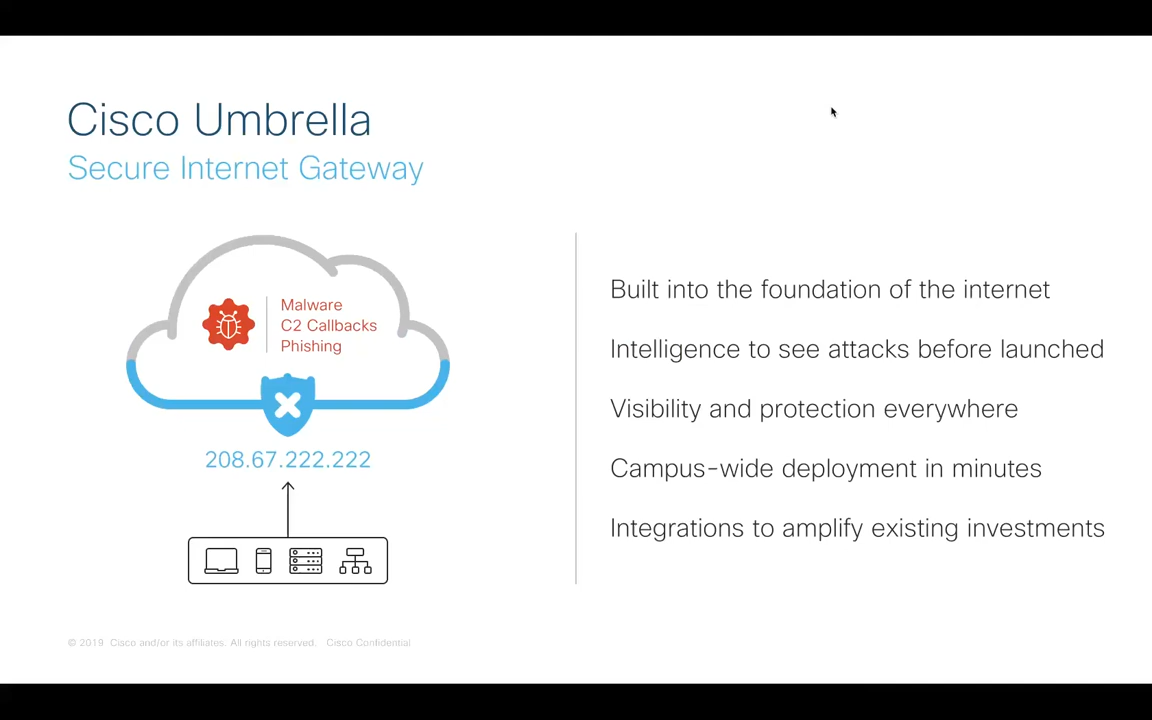 Cisco Umbrella
Secure Internet Gateway
Malware
C2 Callbacks
Phishing
208.67.222.222
Built into the foundation of the internet
Intelligence to see attacks before launched
Visibility and protection everywhere
Campus-wide deployment in minutes
Integrations to amplify existing investments
© 2019 Cisco and/or its affiliates. All rights reserved. Cisco Confidential